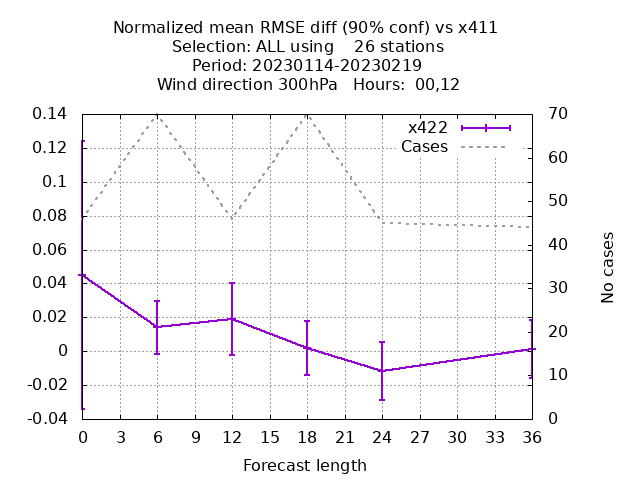 Normalized mean RMSE diff (90% conf) vs x411
Selection: ALL using    26 stations
Period: 20230114-20230219
Wind direction 300hPa   Hours:  00,12
x422
Cases
0.14
0.12
0.1
0.08
0.06
0.04
0.02
0
-0.02
-0.04
70
60
50
40
30
20
10
0
No cases
0 3 6 9 12 15 18 21 24 27 30 33 36
Forecast length